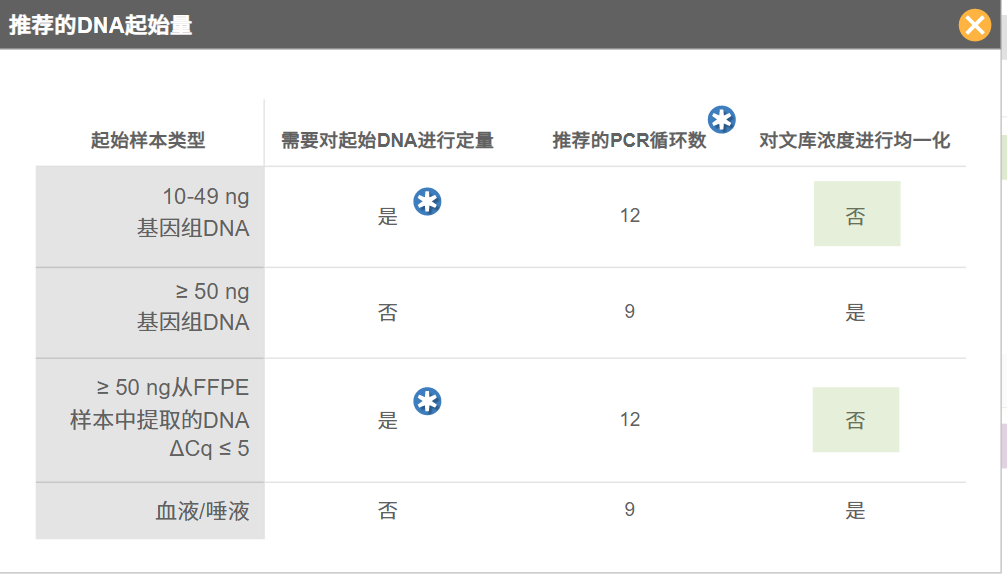 推荐的DNA起始量
起始样本类型 需要对起始DNA进行定量 推荐的PCR循环数 对文库浓度进行均一化
10-49 ng
基因组DNA
是 12 否
≥ 50 ng
基因组DNA
否 9 是
≥ 50 ng从FFPE
样本中提取的DNA
ΔCq ≤ 5
是 12 否
血液/唾液 否 9 是